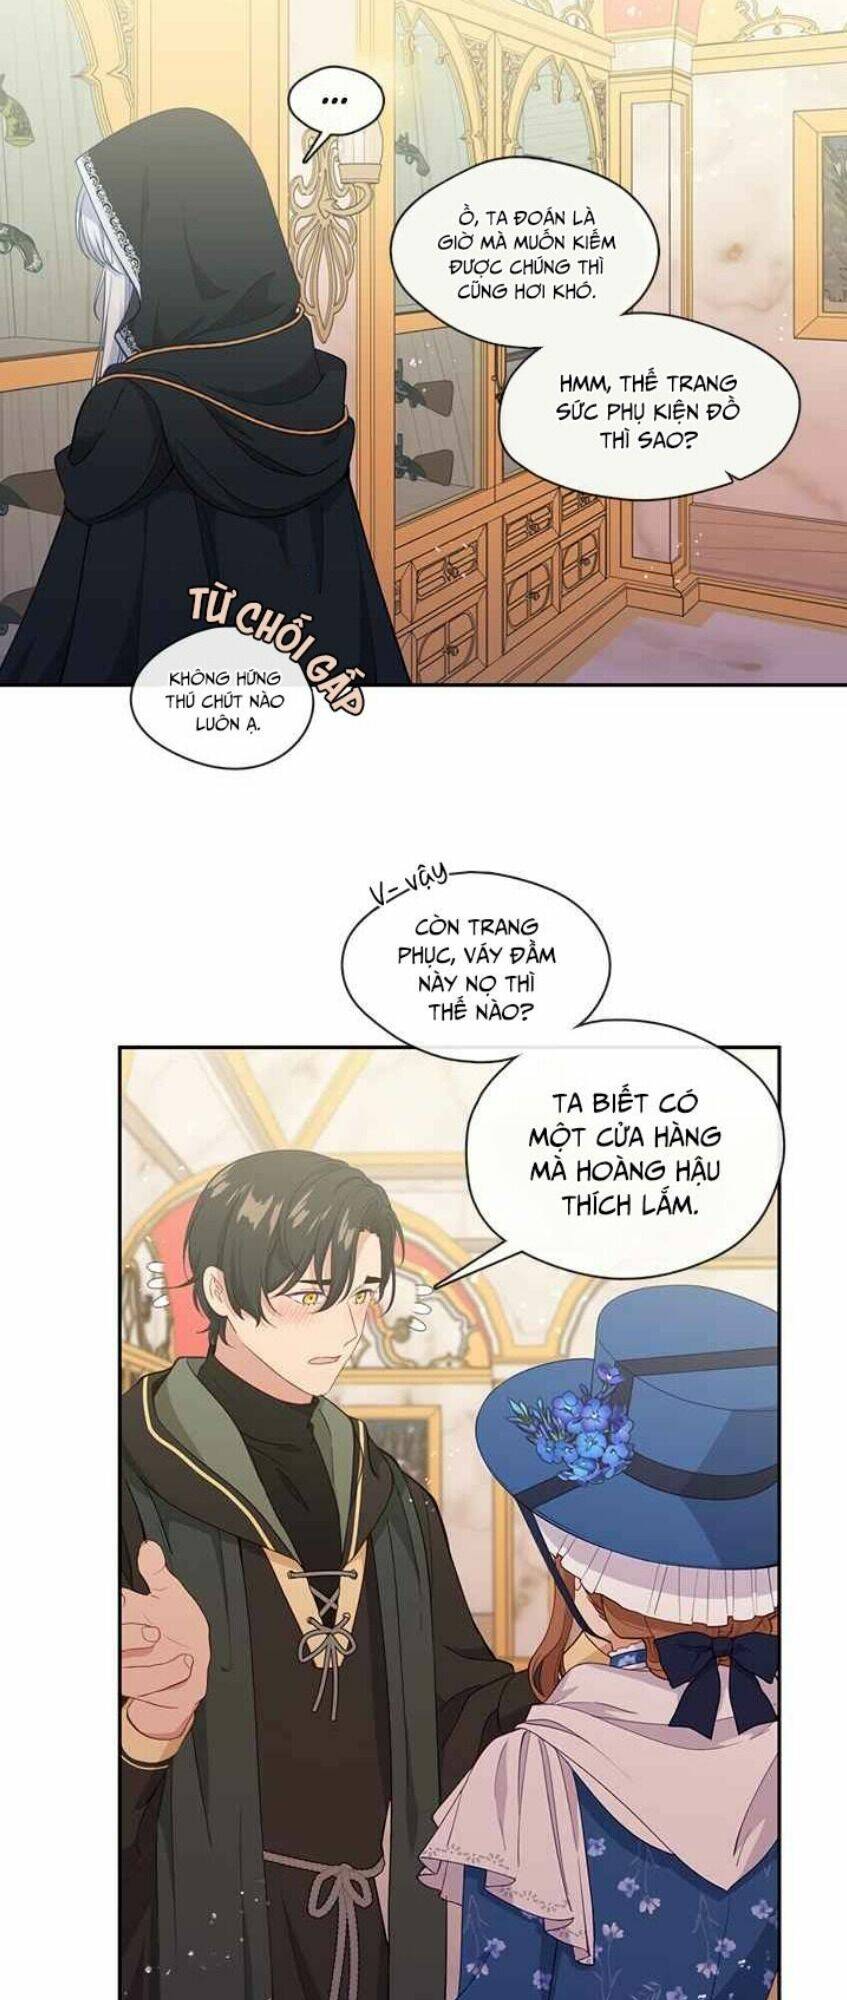 ...
Ồ, TA ĐOÁN LÀ
GIỜ MÀ MUỐN KIẾM
ĐƯỢC CHÚNG THÌ
CŨNG HƠI KHÓ.
HMM, THẾ TRANG
SỨC PHỤ KIỆN ĐỒ
THÌ SAO?
TỪ CHỐI GẤP
KHÔNG HỨNG
THÚ CHÚT NÀO
LUÔN Ạ.
V-VẬY
CÒN TRANG
PHỤC, VÁY ĐẦM
NÀY NỌ THÌ
THẾ NÀO?
TA BIẾT CÓ
MỘT CỬA HÀNG
MÀ HOÀNG HẬU
THÍCH LẮM.